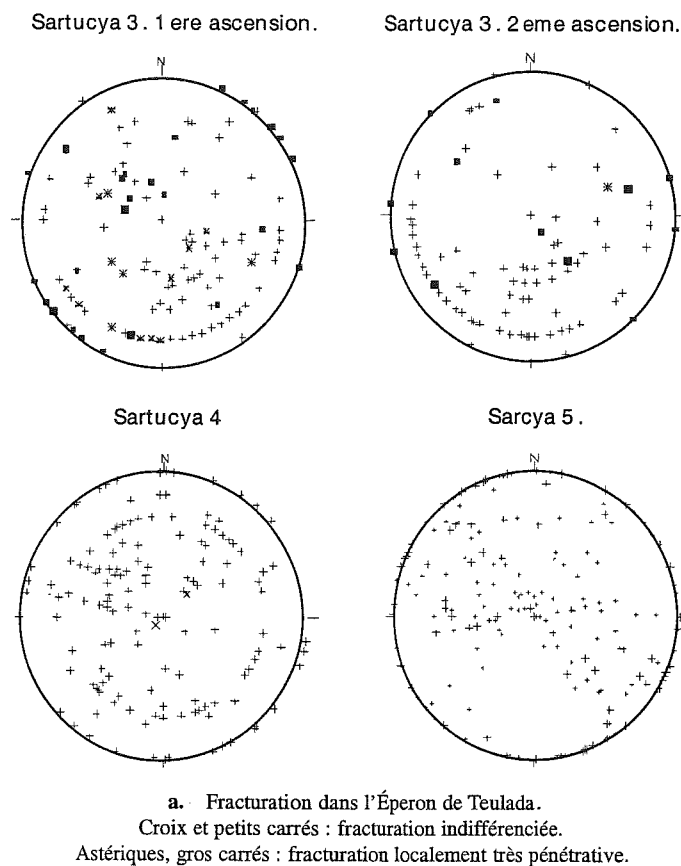 Sartucya 3. 1 ere ascension.
Sartucya 3. 2 eme ascension.
N
N
Sartucya 4
Sarcya 5.
N
N
a. Fracturation dans l'Éperon de Teulada.
Croix et petits carrés : fracturation indifférenciée.
Astériques, gros carrés : fracturation localement très pénétrative.